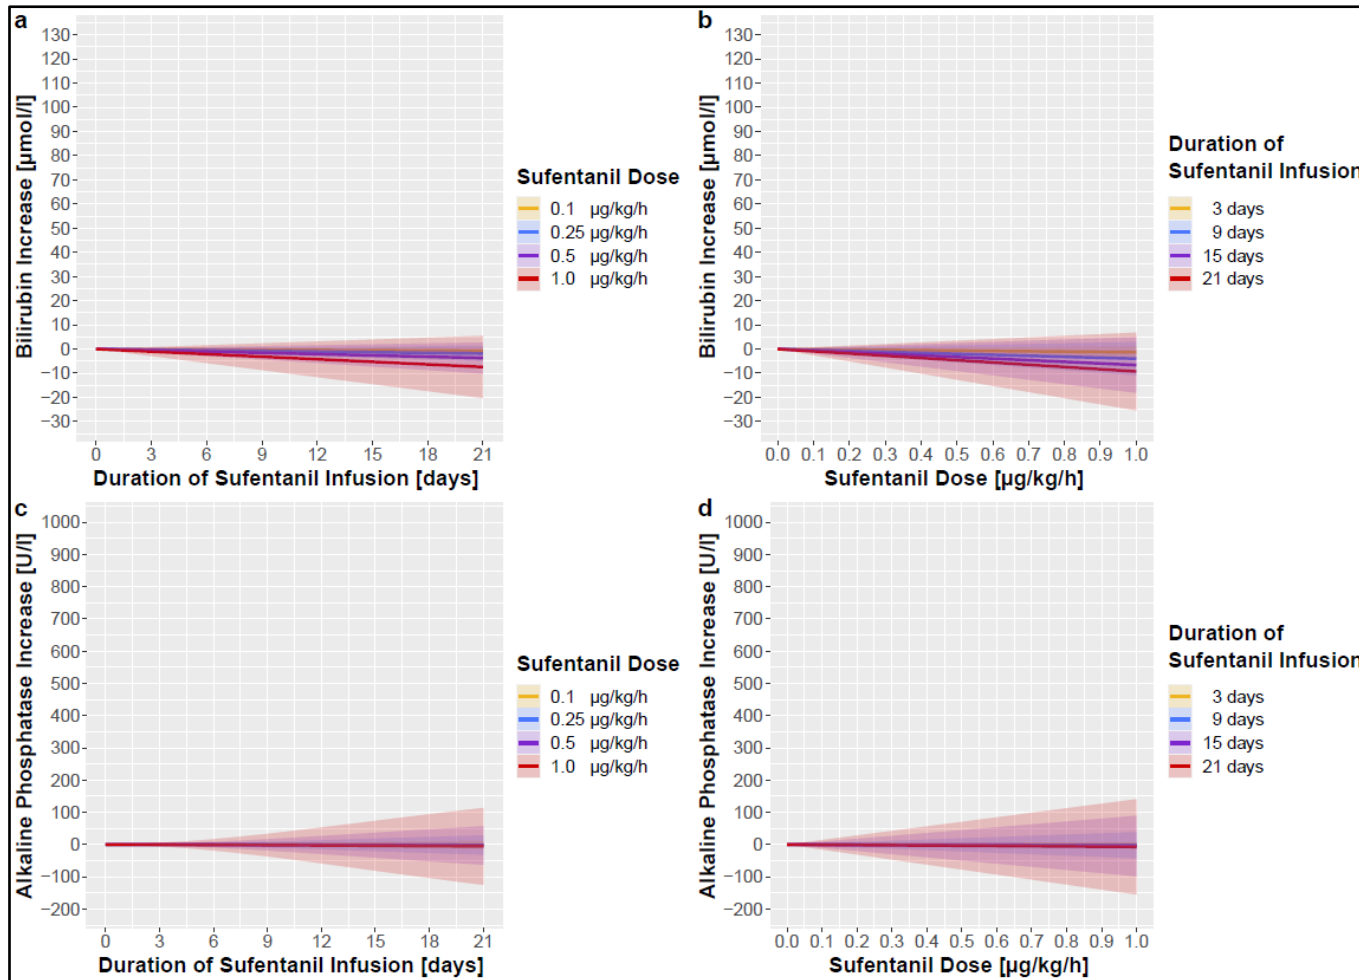 a
Bilirubin Increase [µmol/l]
130
120
110
100
90
80
70
60
50
40
30
20
10
0
−10
−20
−30
0 3 6 9 12 15 18 21
Duration of Sufentanil Infusion [days]
Sufentanil Dose
0.1 µg/kg/h
0.25 µg/kg/h
0.5 µg/kg/h
1.0 µg/kg/h
b
Bilirubin Increase [µmol/l]
130
120
110
100
90
80
70
60
50
40
30
20
10
0
−10
−20
−30
0.0 0.1 0.2 0.3 0.4 0.5 0.6 0.7 0.8 0.9 1.0
Sufentanil Dose [µg/kg/h]
Duration of
Sufentanil Infusion
3 days
9 days
15 days
21 days
c
Alkaline Phosphatase Increase [U/l]
1000
900
800
700
600
500
400
300
200
100
0
−100
−200
0 3 6 9 12 15 18 21
Duration of Sufentanil Infusion [days]
Sufentanil Dose
0.1 µg/kg/h
0.25 µg/kg/h
0.5 µg/kg/h
1.0 µg/kg/h
d
Alkaline Phosphatase Increase [U/l]
1000
900
800
700
600
500
400
300
200
100
0
−100
−200
0.0 0.1 0.2 0.3 0.4 0.5 0.6 0.7 0.8 0.9 1.0
Sufentanil Dose [µg/kg/h]
Duration of
Sufentanil Infusion
3 days
9 days
15 days
21 days